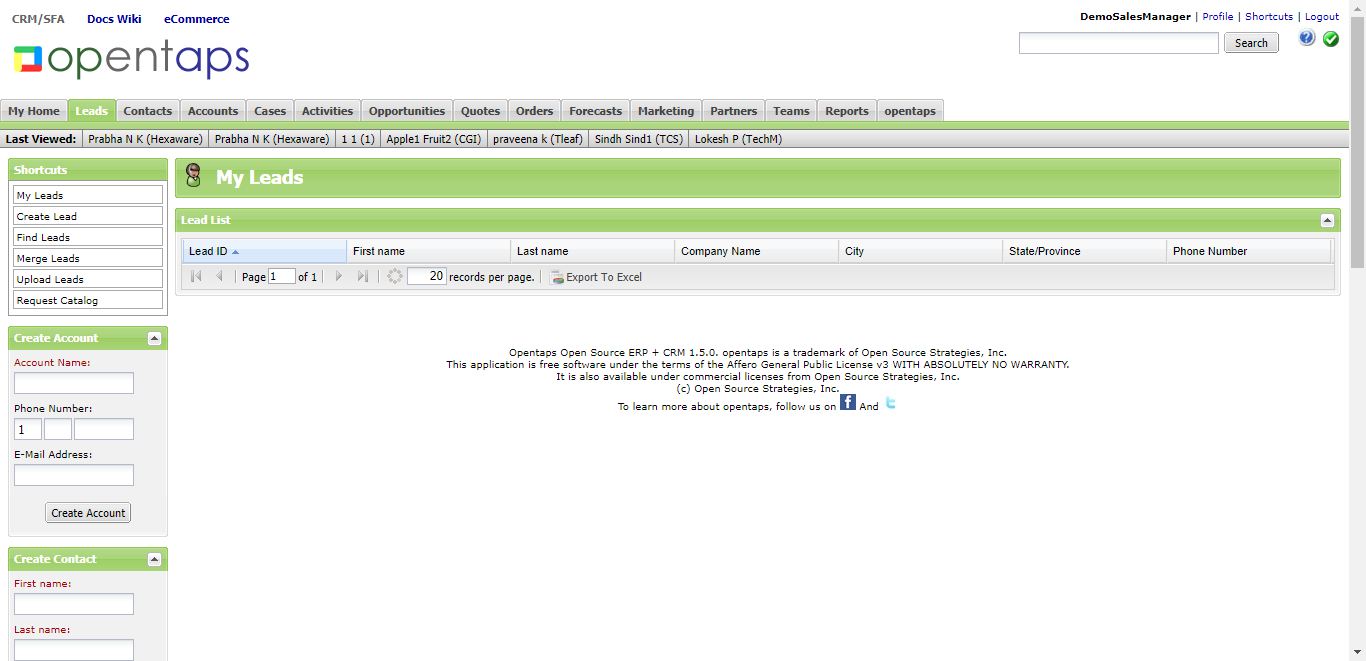 CRM/SFA Docs Wiki eCommerce
DemoSalesManager | Profile | Shortcuts | Logout
opentaps
Search
My Home Leads Contacts Accounts Cases Activities Opportunities Quotes Orders Forecasts Marketing Partners Teams Reports opentaps
Last Viewed: Prabha N K (Hexaware) Prabha N K (Hexaware) 1 1 (1) Apple1 Fruit2 (CGI) praveena k (Tleaf) Sindh Sind1 (TCS) Lokesh P (TechM)
Shortcuts
My Leads
Create Lead
Find Leads
Merge Leads
Upload Leads
Request Catalog
Create Account
Account Name:
Phone Number:
1
E-Mail Address:
Create Account
Create Contact
First name:
Last name:
My Leads
Lead List
Lead ID First name Last name Company Name City State/Province Phone Number
Page 1 of 1 20 records per page. Export To Excel
Opentaps Open Source ERP + CRM 1.5.0. opentaps is a trademark of Open Source Strategies, Inc.
This application is free software under the terms of the Affero General Public License v3 WITH ABSOLUTELY NO WARRANTY.
It is also available under commercial licenses from Open Source Strategies, Inc.
(c) Open Source Strategies, Inc.
To learn more about opentaps, follow us on f And t